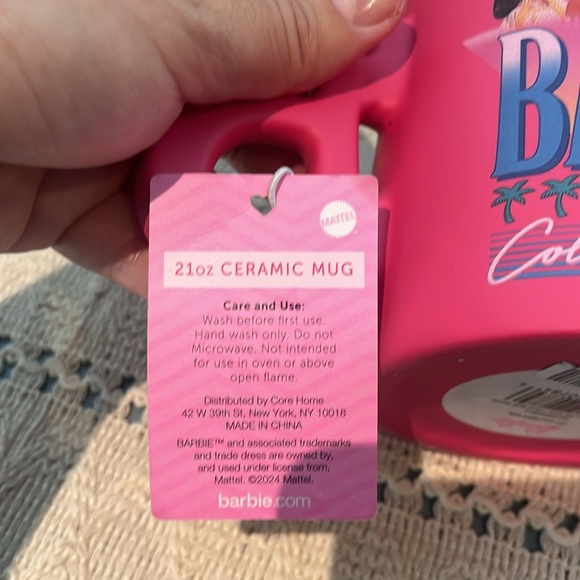 MATTEL
21oz CERAMIC MUG
Care and Use:
Wash before first use.
Hand wash only. Do not
Microwave. Not intended
for use in oven or above
open flame.
Distributed by Core Home
42 W 39th St, New York, NY 10018
MADE IN CHINA
BARBIE™ and associated trademarks
and trade dress are owned by,
and used under license from,
Mattel. ©2024 Mattel.
barbie.com
BA
Col